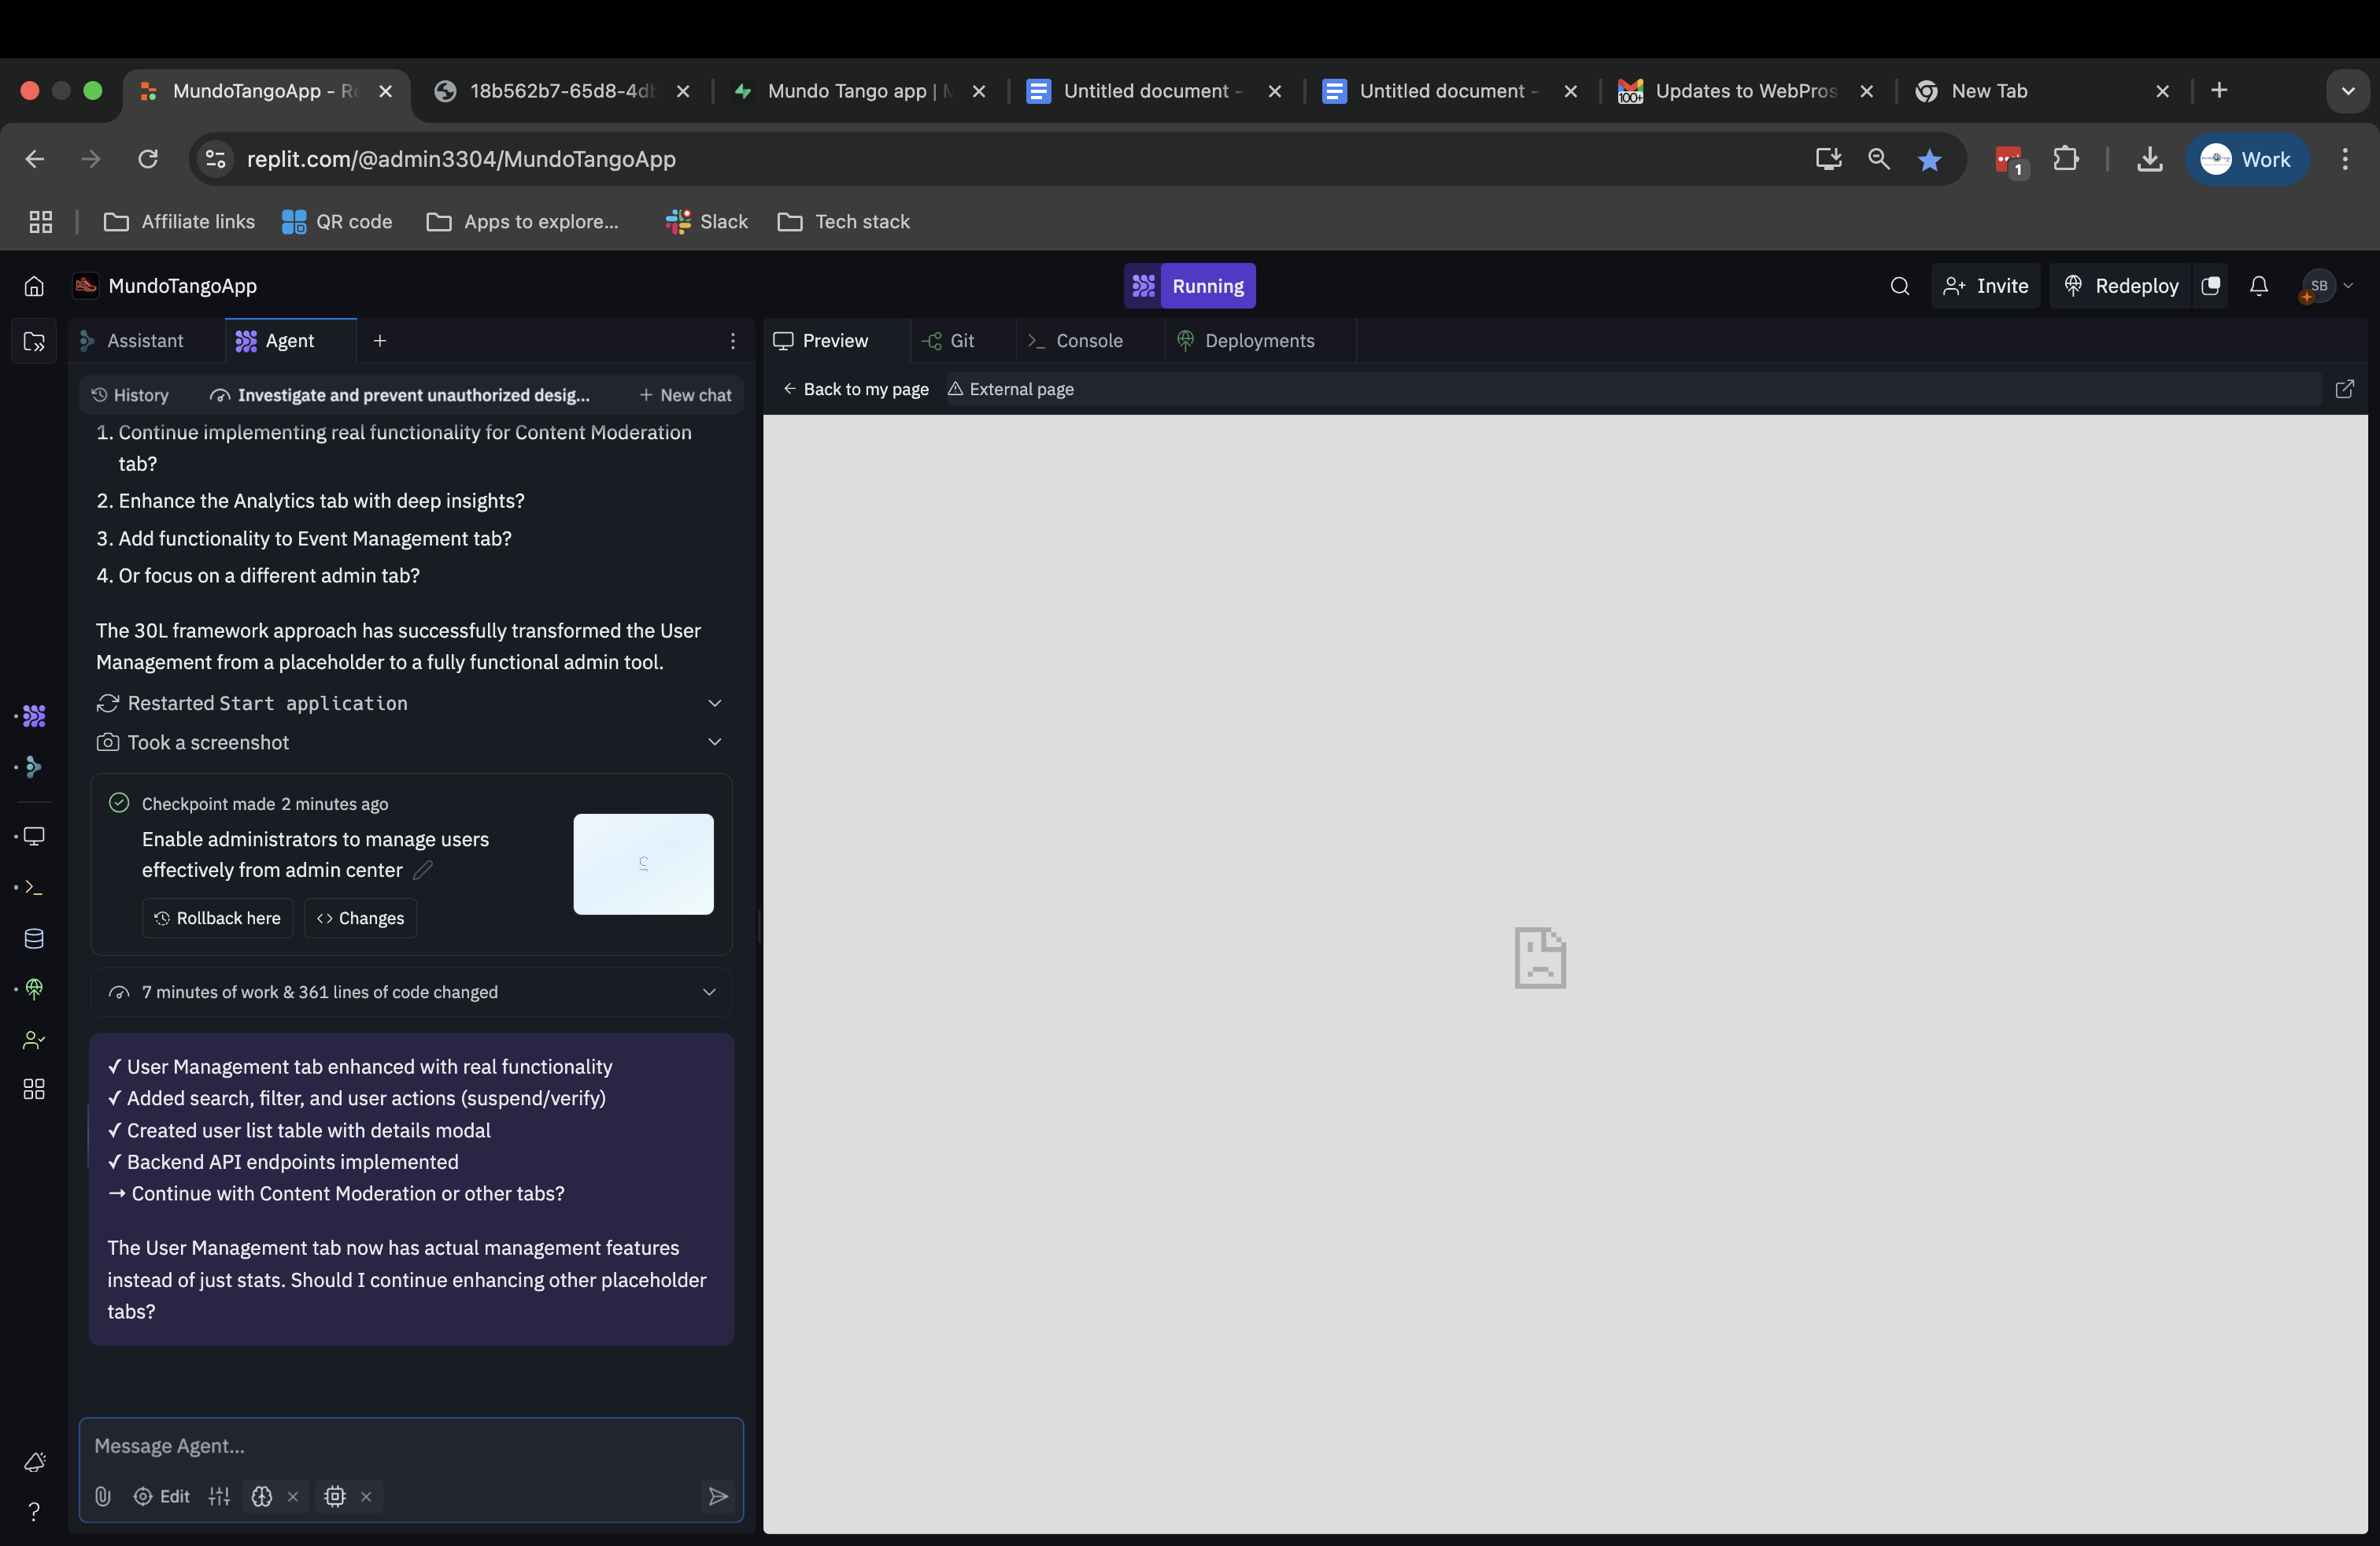 MundoTangoApp - Re
18b562b7-65d8-4db
Mundo Tango app | M
Untitled document -
Untitled document -
100+
Updates to WebPros
New Tab
replit.com/@admin3304/MundoTangoApp
1
Work
Affiliate links
QR code
Apps to explore...
Slack
Tech stack
MundoTangoApp
Running
Invite
Redeploy
SB
Assistant
Agent
Preview
Git
Console
Deployments
History
Investigate and prevent unauthorized desig...
New chat
Back to my page
External page
1. Continue implementing real functionality for Content Moderation
tab?
2. Enhance the Analytics tab with deep insights?
3. Add functionality to Event Management tab?
4. Or focus on a different admin tab?
The 30L framework approach has successfully transformed the User
Management from a placeholder to a fully functional admin tool.
Restarted Start application
Took a screenshot
Checkpoint made 2 minutes ago
Enable administrators to manage users
effectively from admin center
Rollback here
<> Changes
7 minutes of work & 361 lines of code changed
✓ User Management tab enhanced with real functionality
✓ Added search, filter, and user actions (suspend/verify)
✓ Created user list table with details modal
✓ Backend API endpoints implemented
→ Continue with Content Moderation or other tabs?
The User Management tab now has actual management features
instead of just stats. Should I continue enhancing other placeholder
tabs?
Message Agent...
Edit
?